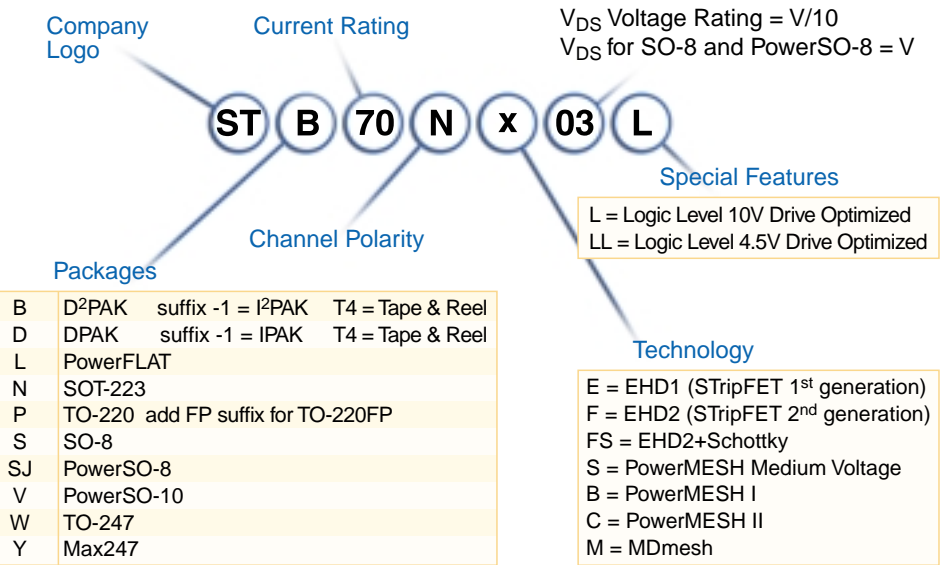 Company Logo
Current Rating
VDS Voltage Rating = V/10
VDS for SO-8 and PowerSO-8 = V
ST B 70 N x 03 L
Special Features
L = Logic Level 10V Drive Optimized
LL = Logic Level 4.5V Drive Optimized
Channel Polarity
Packages
B D²PAK suffix -1 = I²PAK T4 = Tape & Reel
D DPAK suffix -1 = IPAK T4 = Tape & Reel
L PowerFLAT
N SOT-223
P TO-220 add FP suffix for TO-220FP
S SO-8
SJ PowerSO-8
V PowerSO-10
W TO-247
Y Max247
Technology
E = EHD1 (STripFET 1st generation)
F = EHD2 (STripFET 2nd generation)
FS = EHD2+Schottky
S = PowerMESH Medium Voltage
B = PowerMESH I
C = PowerMESH II
M = MDmesh